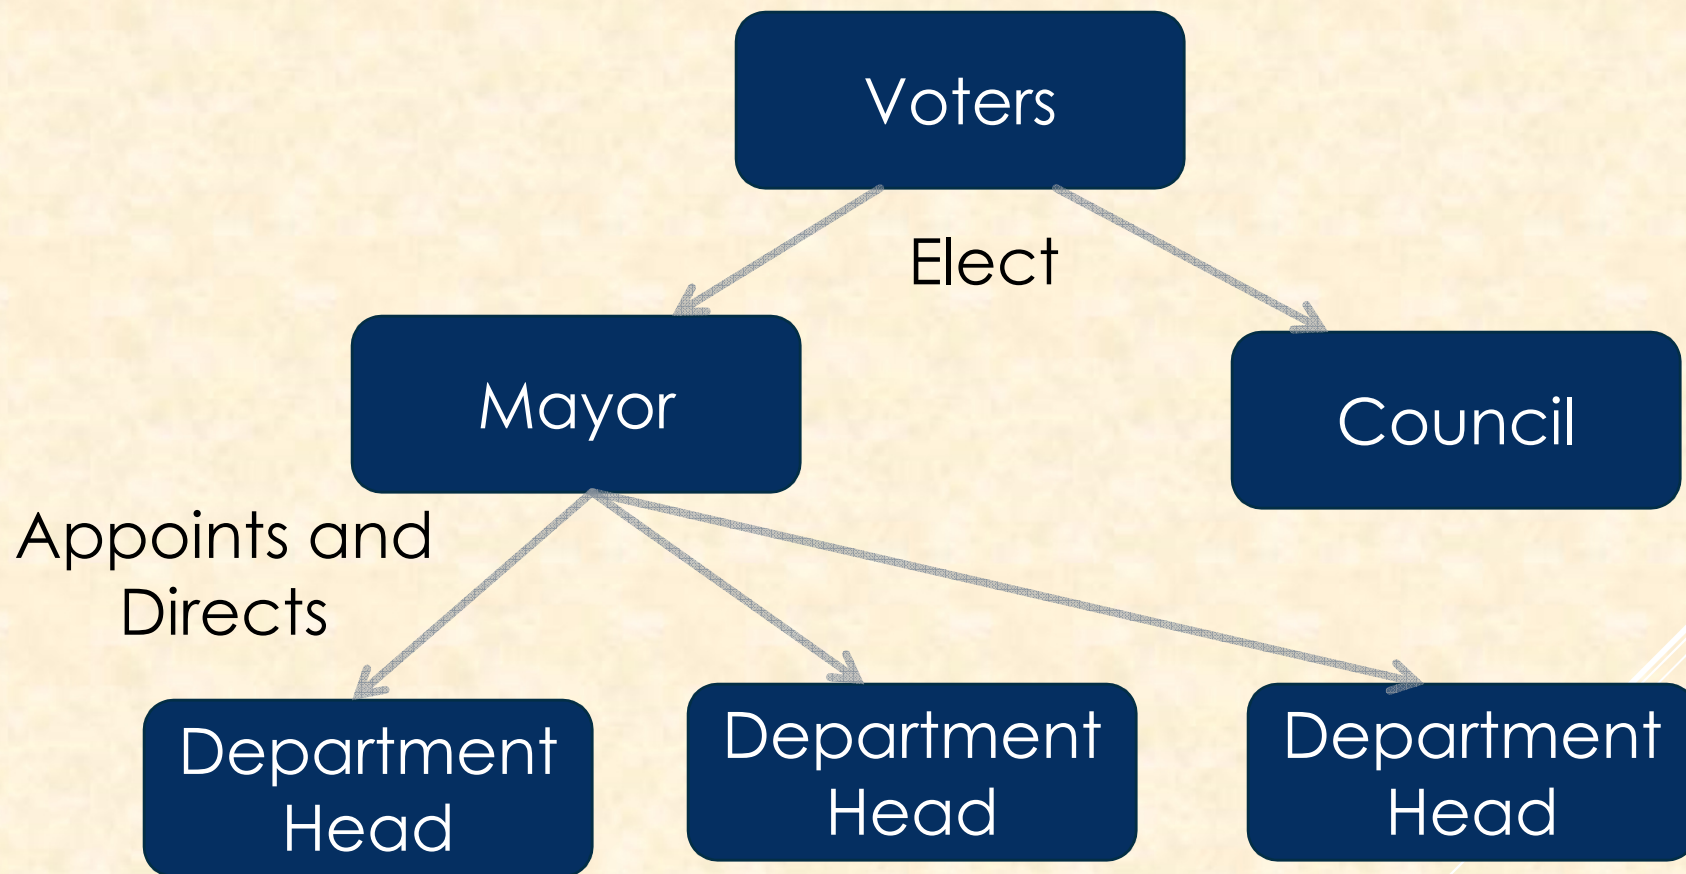 Voters
Elect
Mayor
Council
Appoints and
Directs
Department
Head
Department
Head
Department
Head